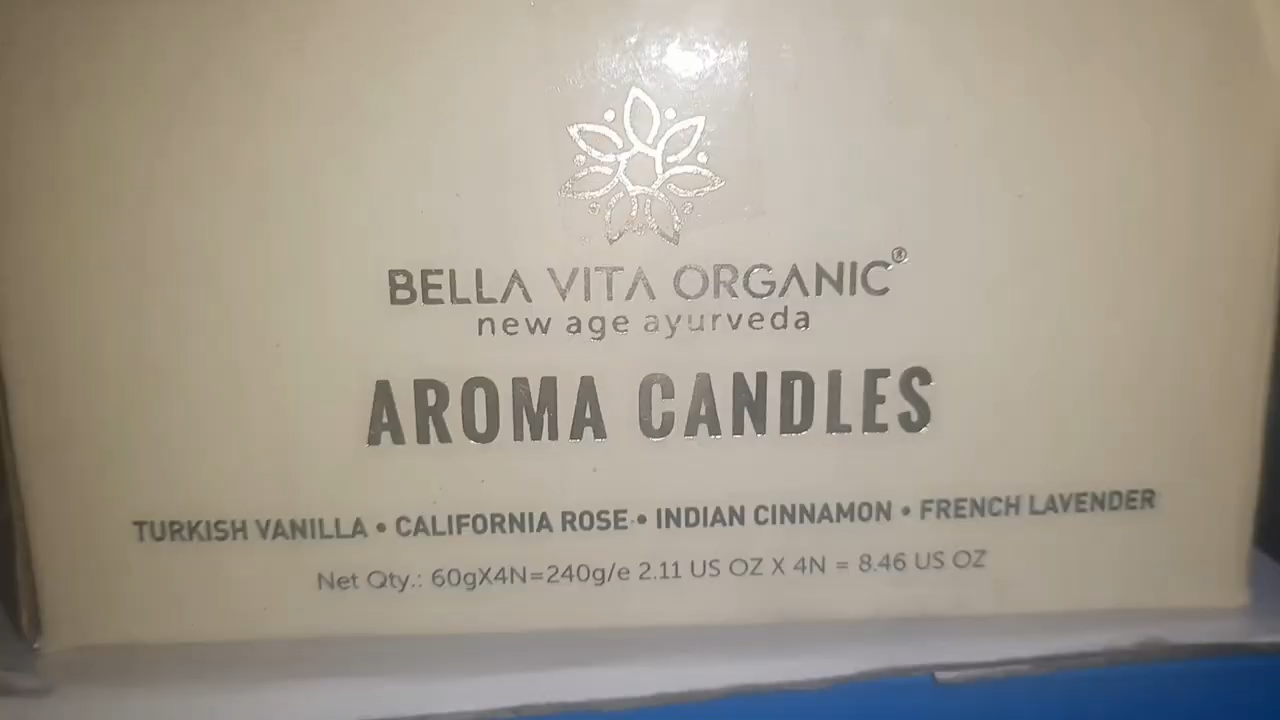 BELLA VITA ORGANIC®
new age ayurveda
AROMA CANDLES
TURKISH VANILLA • CALIFORNIA ROSE • INDIAN CINNAMON • FRENCH LAVENDER
Net Qty.: 60gX4N=240g/e 2.11 US OZ X 4N = 8.46 US OZ